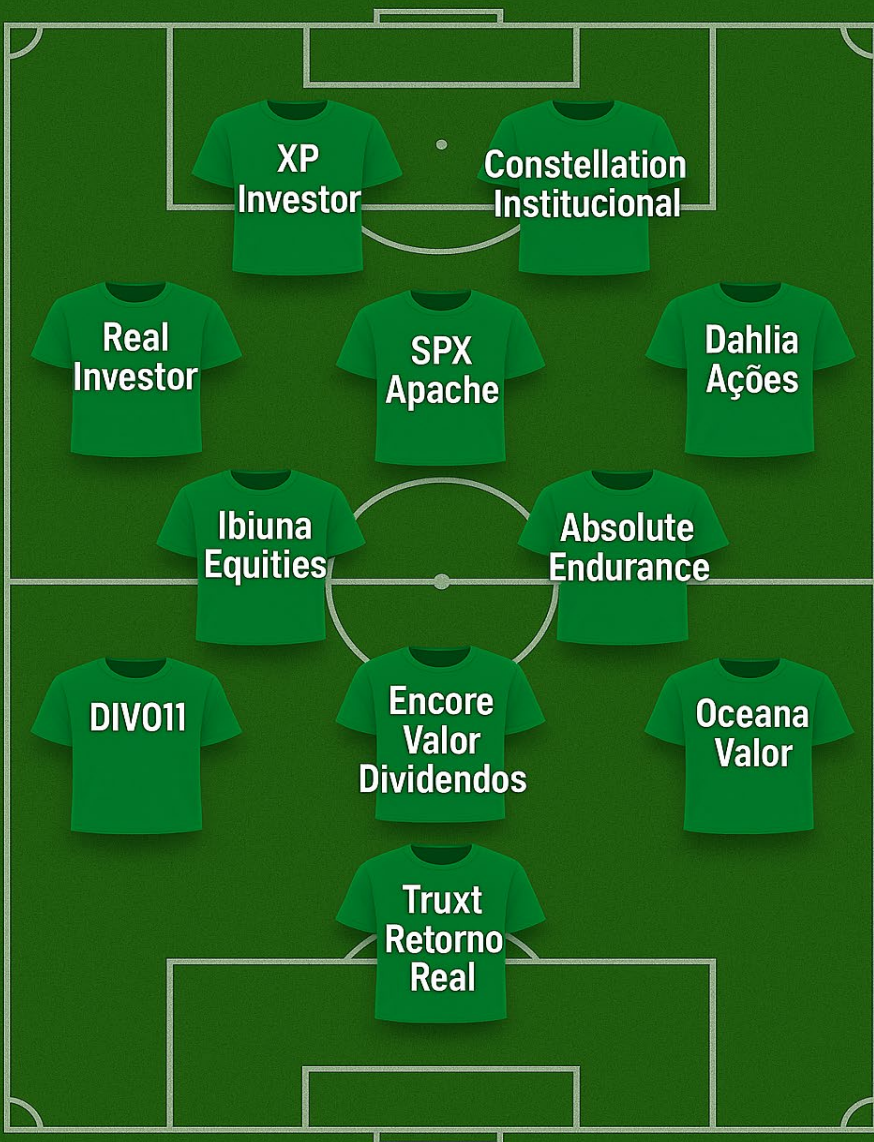 XP
Investor
Constellation
Institucional
Real
Investor
SPX
Apache
Dahlia
Ações
Ibiuna
Equities
Absolute
Endurance
DIVO11
Encore
Valor
Dividendos
Oceana
Valor
Truxt
Retorno
Real